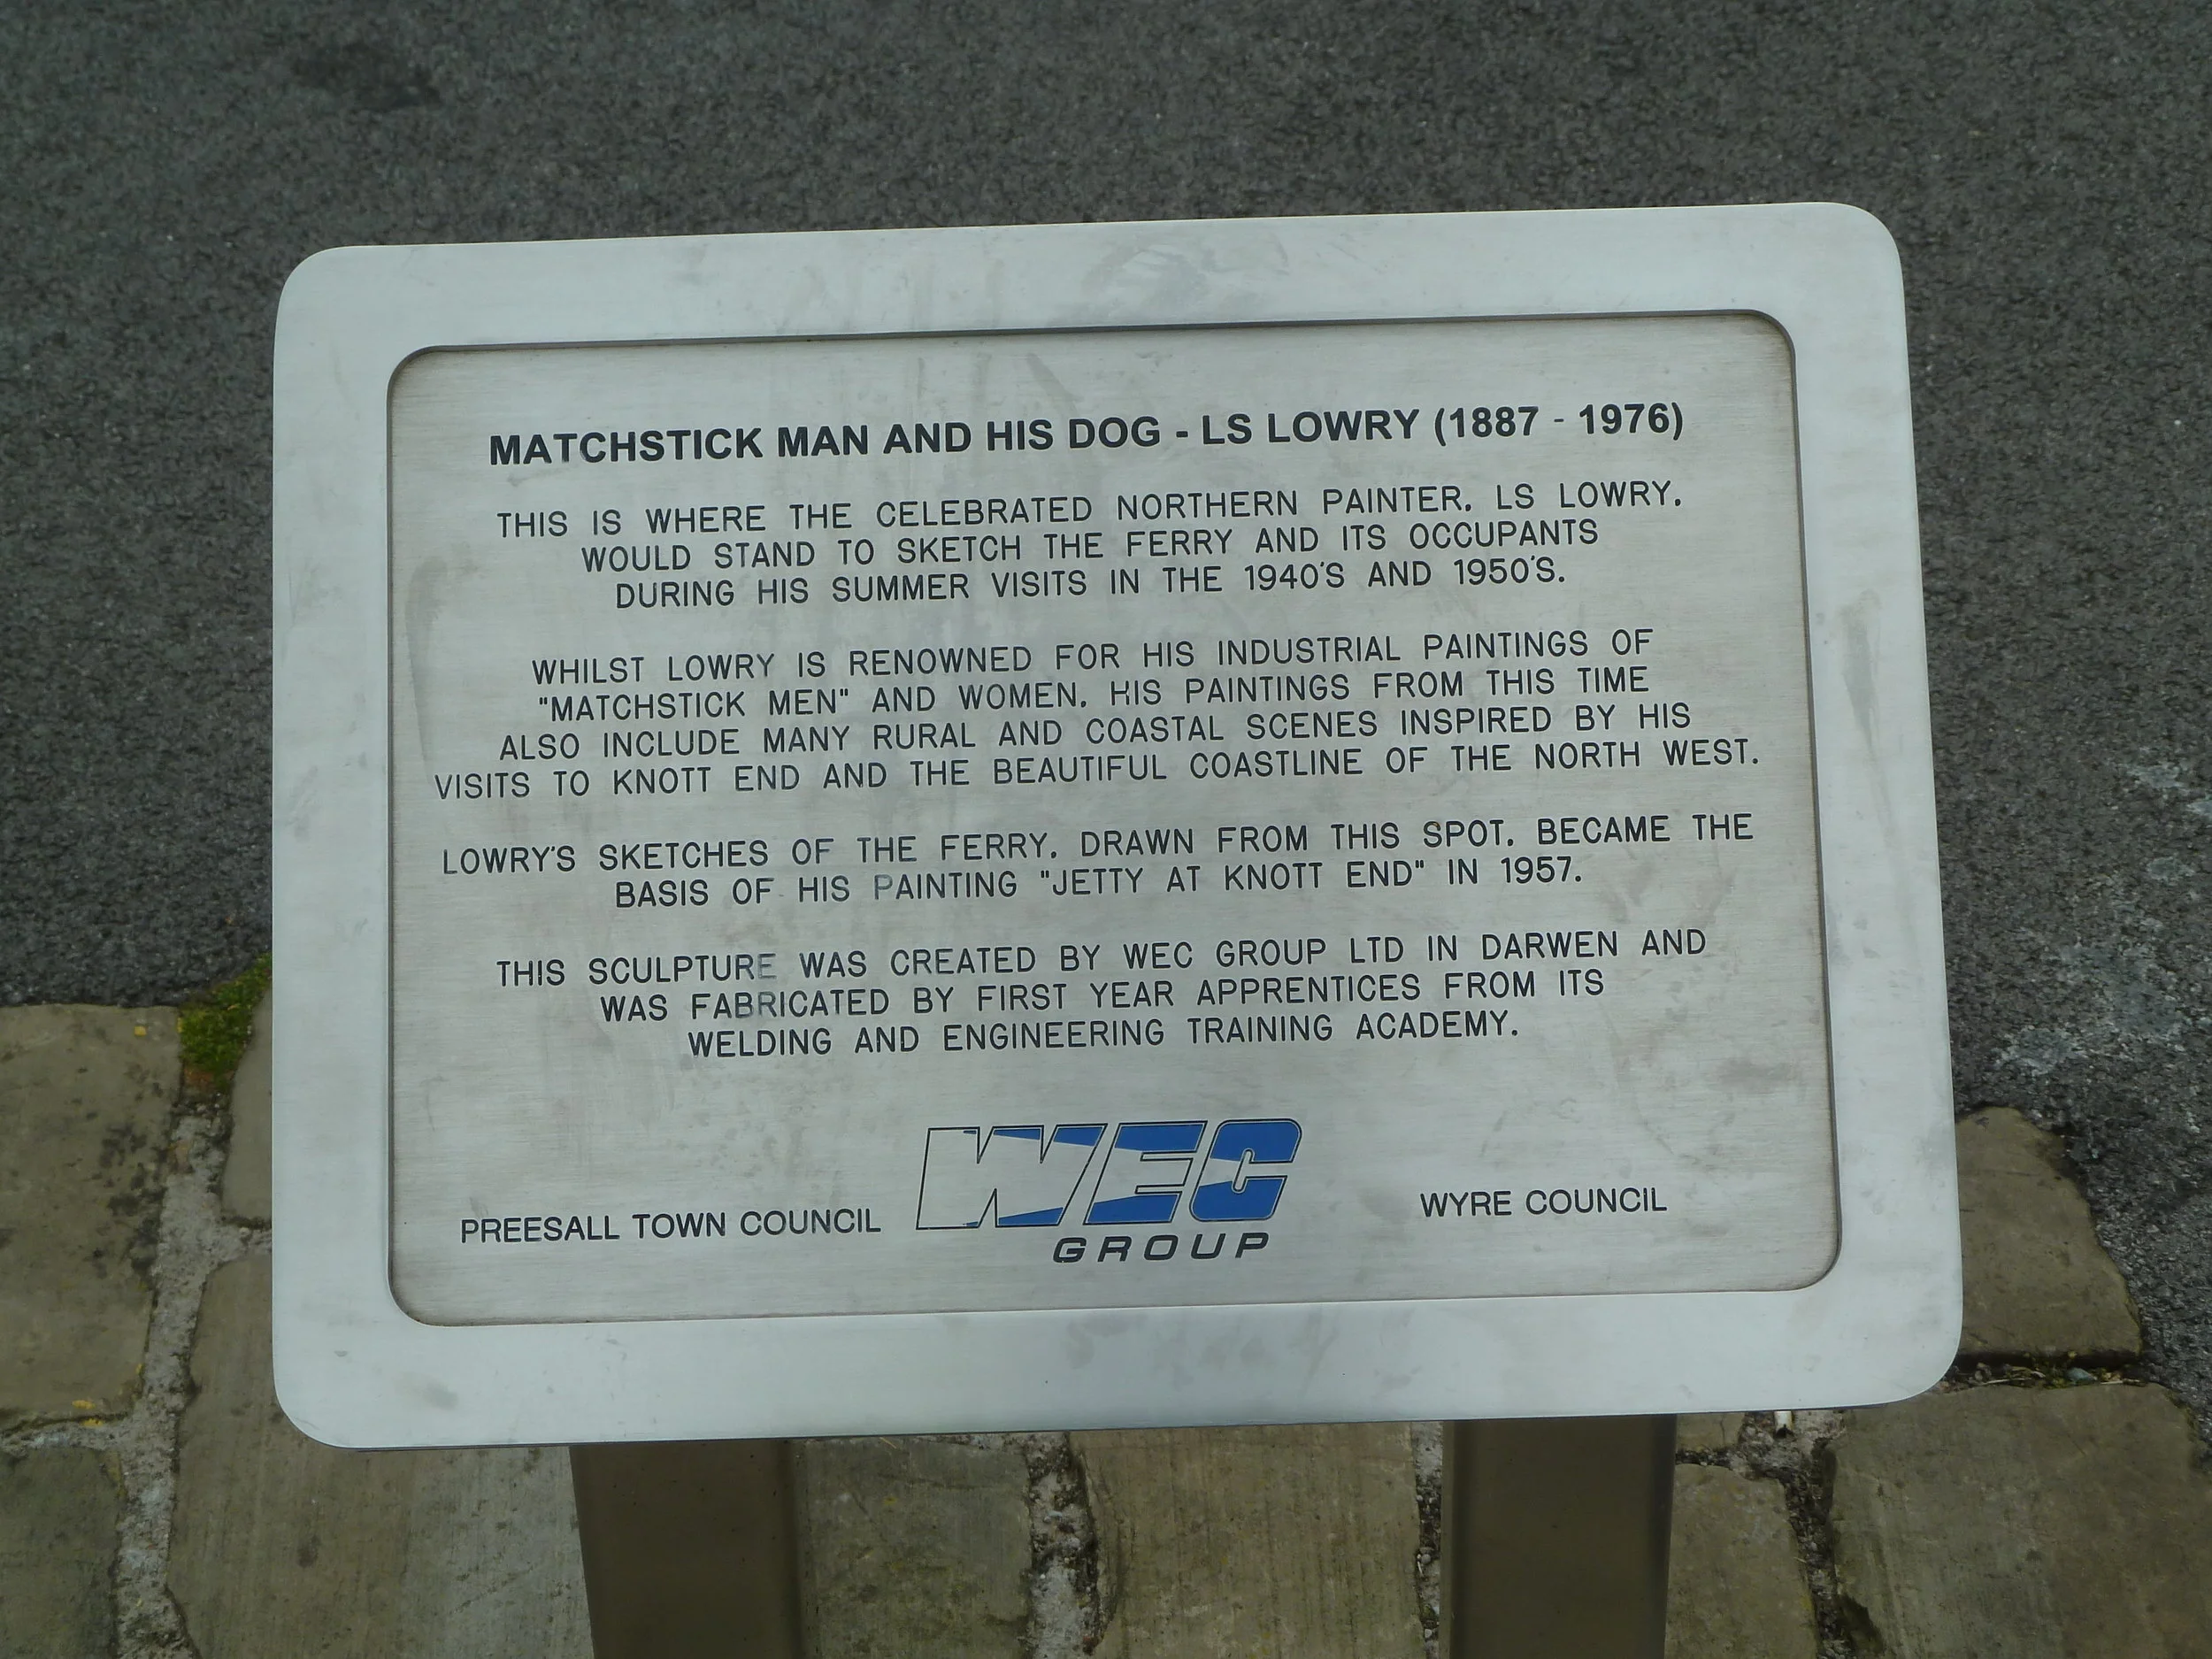 MATCHSTICK MAN AND HIS DOG - LS LOWRY (1887 - 1976)
THIS IS WHERE THE CELEBRATED NORTHERN PAINTER, LS LOWRY,
WOULD STAND TO SKETCH THE FERRY AND ITS OCCUPANTS
DURING HIS SUMMER VISITS IN THE 1940'S AND 1950'S.
WHILST LOWRY IS RENOWNED FOR HIS INDUSTRIAL PAINTINGS OF
"MATCHSTICK MEN" AND WOMEN, HIS PAINTINGS FROM THIS TIME
ALSO INCLUDE MANY RURAL AND COASTAL SCENES INSPIRED BY HIS
VISITS TO KNOTT END AND THE BEAUTIFUL COASTLINE OF THE NORTH WEST.
LOWRY'S SKETCHES OF THE FERRY, DRAWN FROM THIS SPOT, BECAME THE
BASIS OF HIS PAINTING "JETTY AT KNOTT END" IN 1957.
THIS SCULPTURE WAS CREATED BY WEC GROUP LTD IN DARWEN AND
WAS FABRICATED BY FIRST YEAR APPRENTICES FROM ITS
WELDING AND ENGINEERING TRAINING ACADEMY.
PREESALL TOWN COUNCIL
WEC
GROUP
WYRE COUNCIL